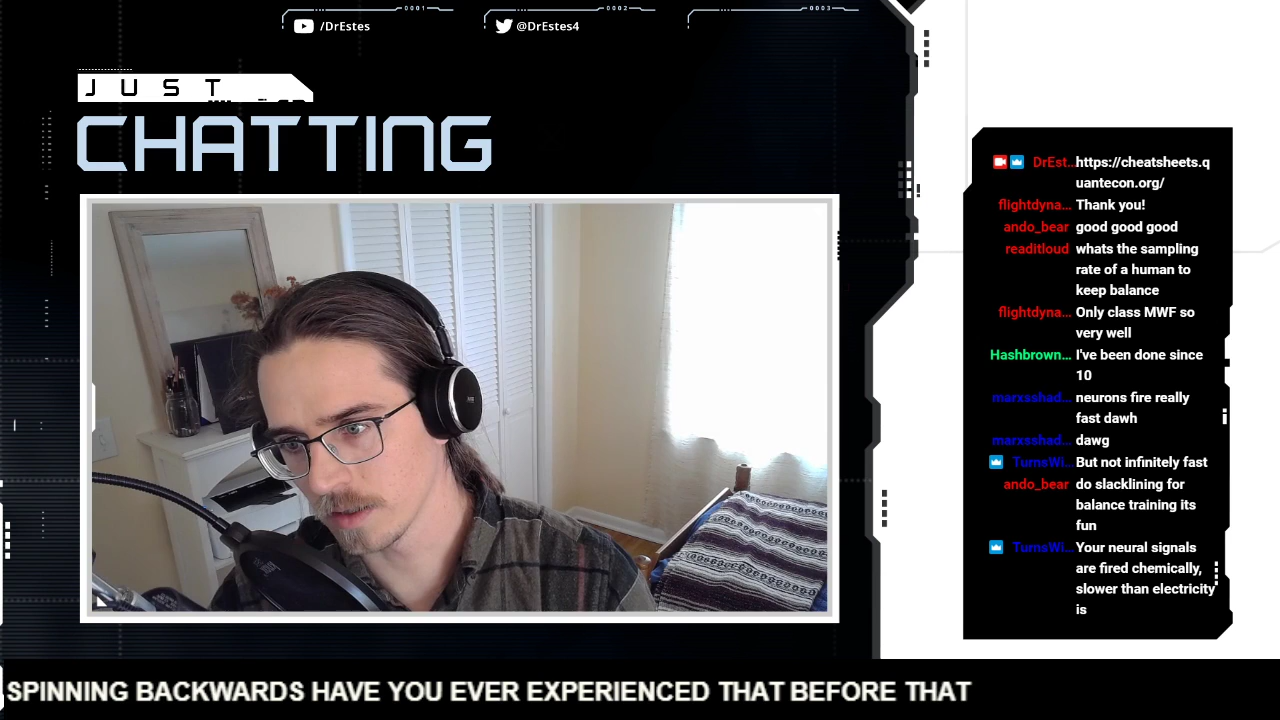 0001
0002
0003
/DrEstes
@DrEstes4
JUST
CHATTING
DrEst... https://cheatsheets.q
uantecon.org/
flightdyna... Thank you!
ando_bear good good good
readitloud whats the sampling
rate of a human to
keep balance
flightdyna... Only class MWF so
very well
Hashbrown... I've been done since
10
marxsshad... neurons fire really
fast dawh
marxsshad... dawg
TurnsWi... But not infinitely fast
ando_bear do slacklining for
balance training its
fun
TurnsWi... Your neural signals
are fired chemically,
slower than electricity
is
SPINNING BACKWARDS HAVE YOU EVER EXPERIENCED THAT BEFORE THAT